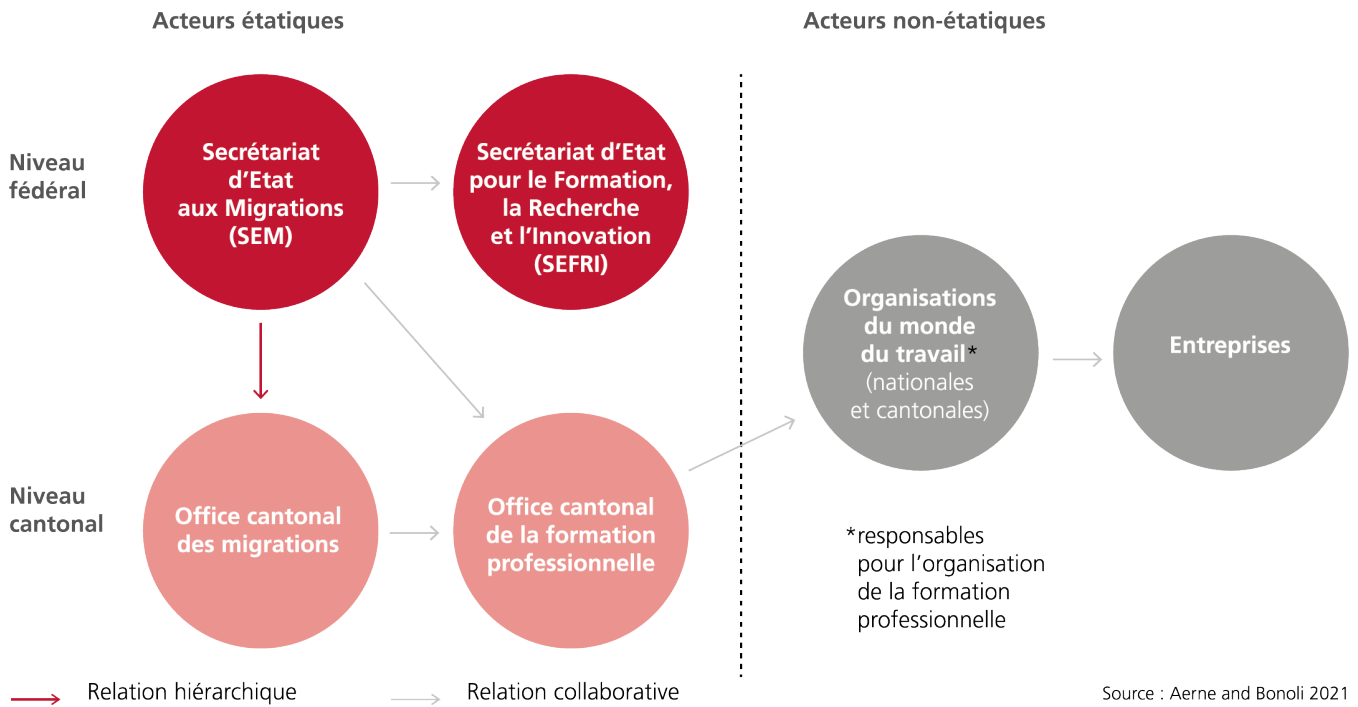 Acteurs étatiques
Acteurs non-étatiques
Niveau
fédéral
Secrétariat
d'Etat
aux Migrations
(SEM)
Secrétariat d'Etat
pour le Formation,
la Recherche
et l'Innovation
(SEFRI)
Organisations
du monde
du travail*
(nationales
et cantonales)
Entreprises
Niveau
cantonal
Office cantonal
des migrations
Office cantonal
de la formation
professionnelle
*responsables
pour l'organisation
de la formation
professionnelle
Relation hiérarchique
Relation collaborative
Source : Aerne and Bonoli 2021